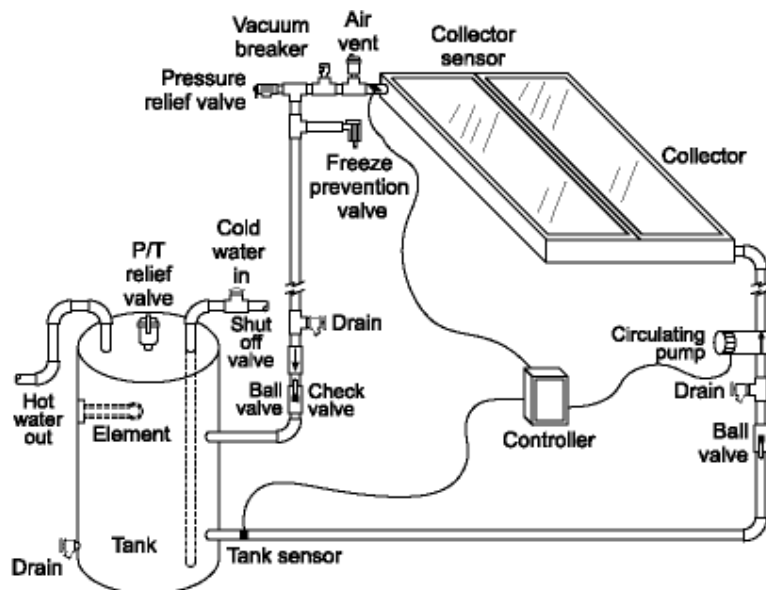 Vacuum
breaker
Air
vent
Collector
sensor
Pressure
relief valve
Collector
Freeze
prevention
valve
Cold
water
in
P/T
relief
valve
Shut
off
valve
Drain
Circulating
pump
Ball
valve
Check
valve
Hot
water
out
Element
Controller
Drain
Ball
valve
Tank
Tank sensor
Drain